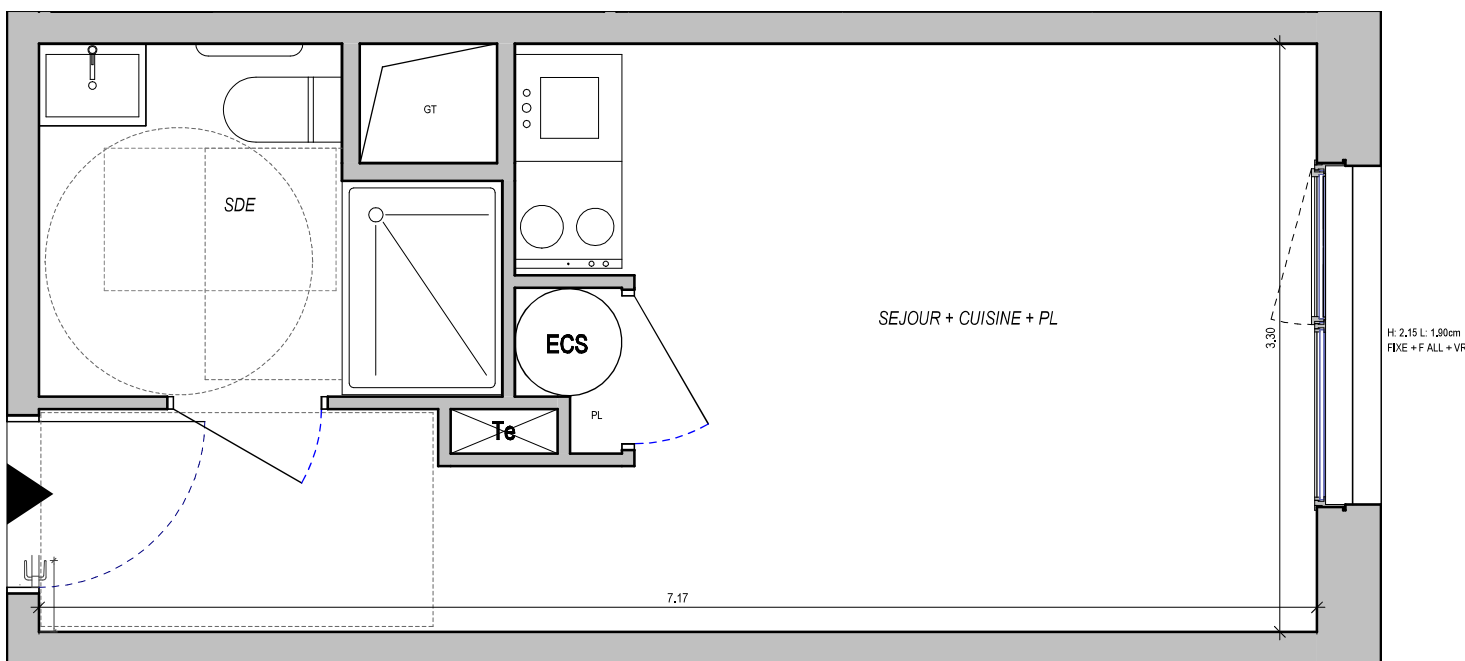 GT
SDE
SEJOUR + CUISINE + PL
3.30
H: 2.15 L: 1.90cm
FIXE + F ALL + VR
ECS
PL
Te
7.17